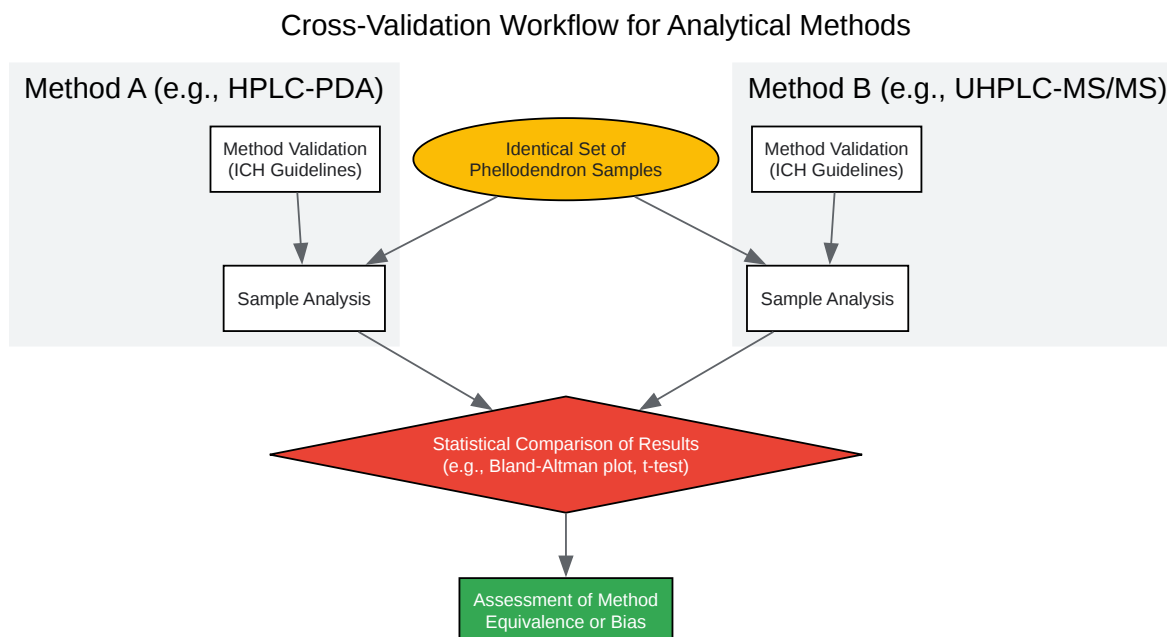 Cross-Validation Workflow for Analytical Methods
Method A (e.g., HPLC-PDA)
Method B (e.g., UHPLC-MS/MS)
Method Validation
(ICH Guidelines)
Identical Set of
Phellodendron Samples
Method Validation
(ICH Guidelines)
Sample Analysis
Sample Analysis
Statistical Comparison of Results
(e.g., Bland-Altman plot, t-test)
Assessment of Method
Equivalence or Bias